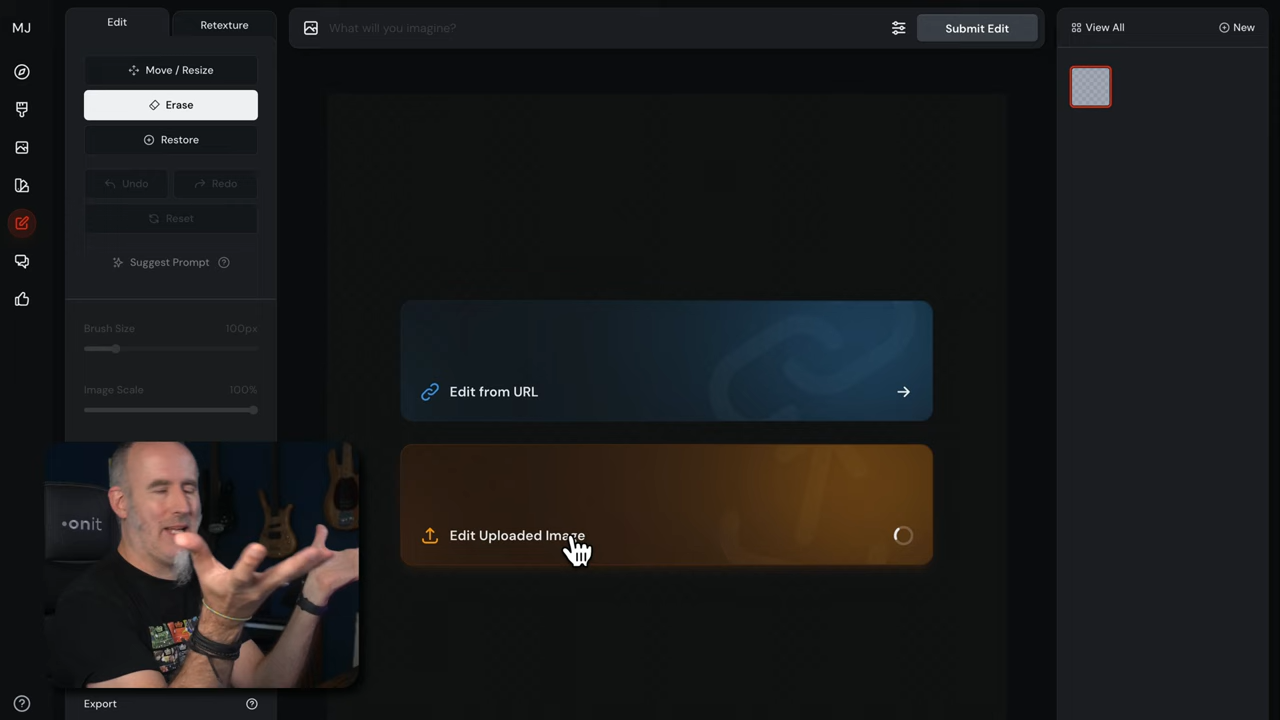 MJ
Edit
Retexture
Move / Resize
Erase
Restore
Undo
Redo
Reset
Suggest Prompt
Brush Size
100px
Image Scale
100%
Export
What will you imagine?
Submit Edit
Edit from URL
Edit Uploaded Image
View All
New
•onit